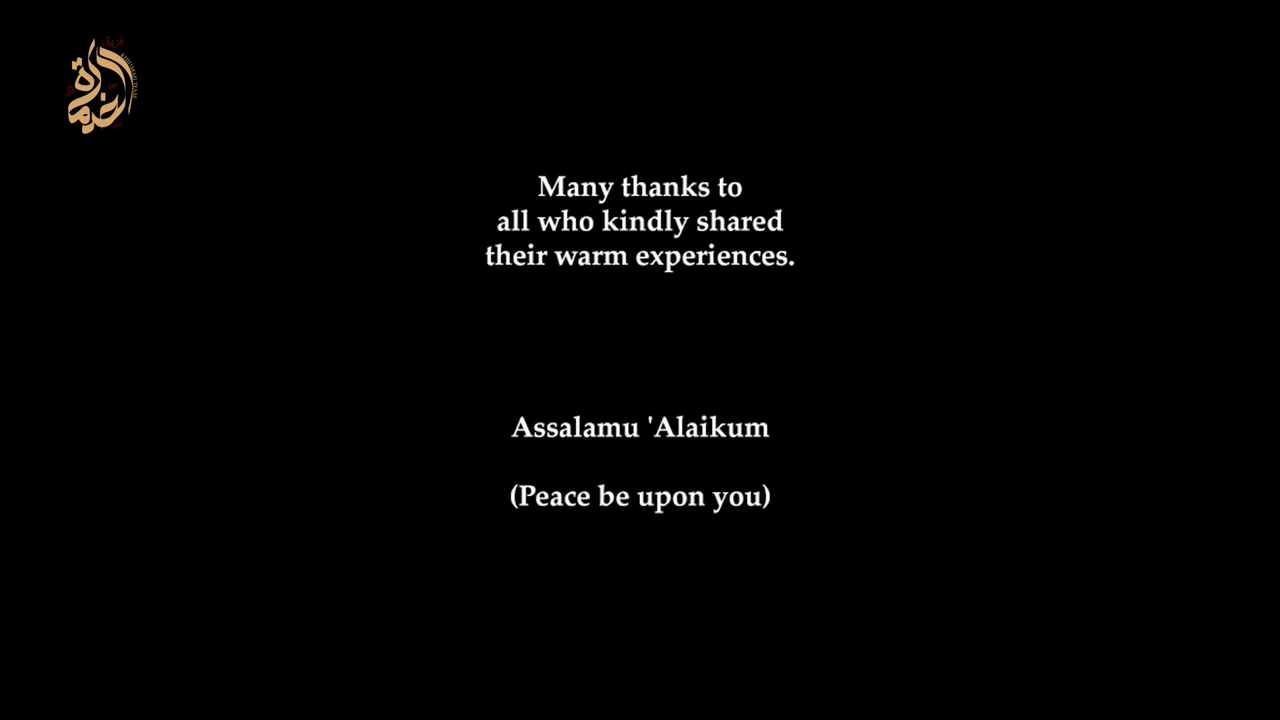 Many thanks to
all who kindly shared
their warm experiences.
Assalamu 'Alaikum
(Peace be upon you)